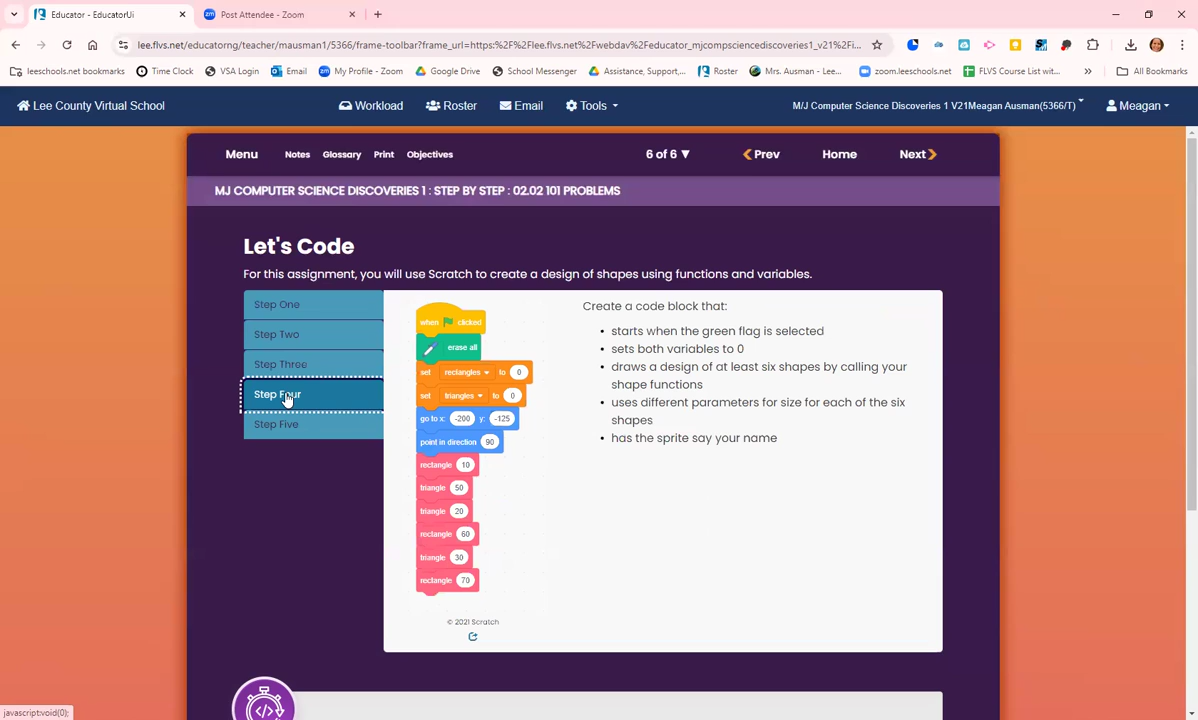 Educator - EducatorUi
Post Attendee - Zoom
lee.flvs.net/educatorng/teacher/mausman1/5366/frame-toolbar?frame_url=https:%2F%2Flee.flvs.net%2Fwebdav%2Feducator_mjcompsciencediscoveries1_v21%2Fi...
leeschools.net bookmarks
Time Clock
VSA Login
Email
My Profile - Zoom
Google Drive
School Messenger
Assistance, Support,...
Roster
Mrs. Ausman - Lee...
zoom.leeschools.net
FLVS Course List wit...
All Bookmarks
Lee County Virtual School
Workload
Roster
Email
Tools
M/J Computer Science Discoveries 1 V21Meagan Ausman(5366/T)
Meagan
Menu
Notes
Glossary
Print
Objectives
6 of 6 ▼
Prev
Home
Next
MJ COMPUTER SCIENCE DISCOVERIES 1 : STEP BY STEP : 02.02 101 PROBLEMS
Let's Code
For this assignment, you will use Scratch to create a design of shapes using functions and variables.
Step One
Step Two
Step Three
Step Four
Step Five
when clicked
erase all
set rectangles to 0
set triangles to 0
go to x: -200 y: -125
point in direction 90
rectangle 10
triangle 50
triangle 20
rectangle 60
triangle 30
rectangle 70
© 2021 Scratch
Create a code block that:
• starts when the green flag is selected
• sets both variables to 0
• draws a design of at least six shapes by calling your
shape functions
• uses different parameters for size for each of the six
shapes
• has the sprite say your name
javascript:void(0);